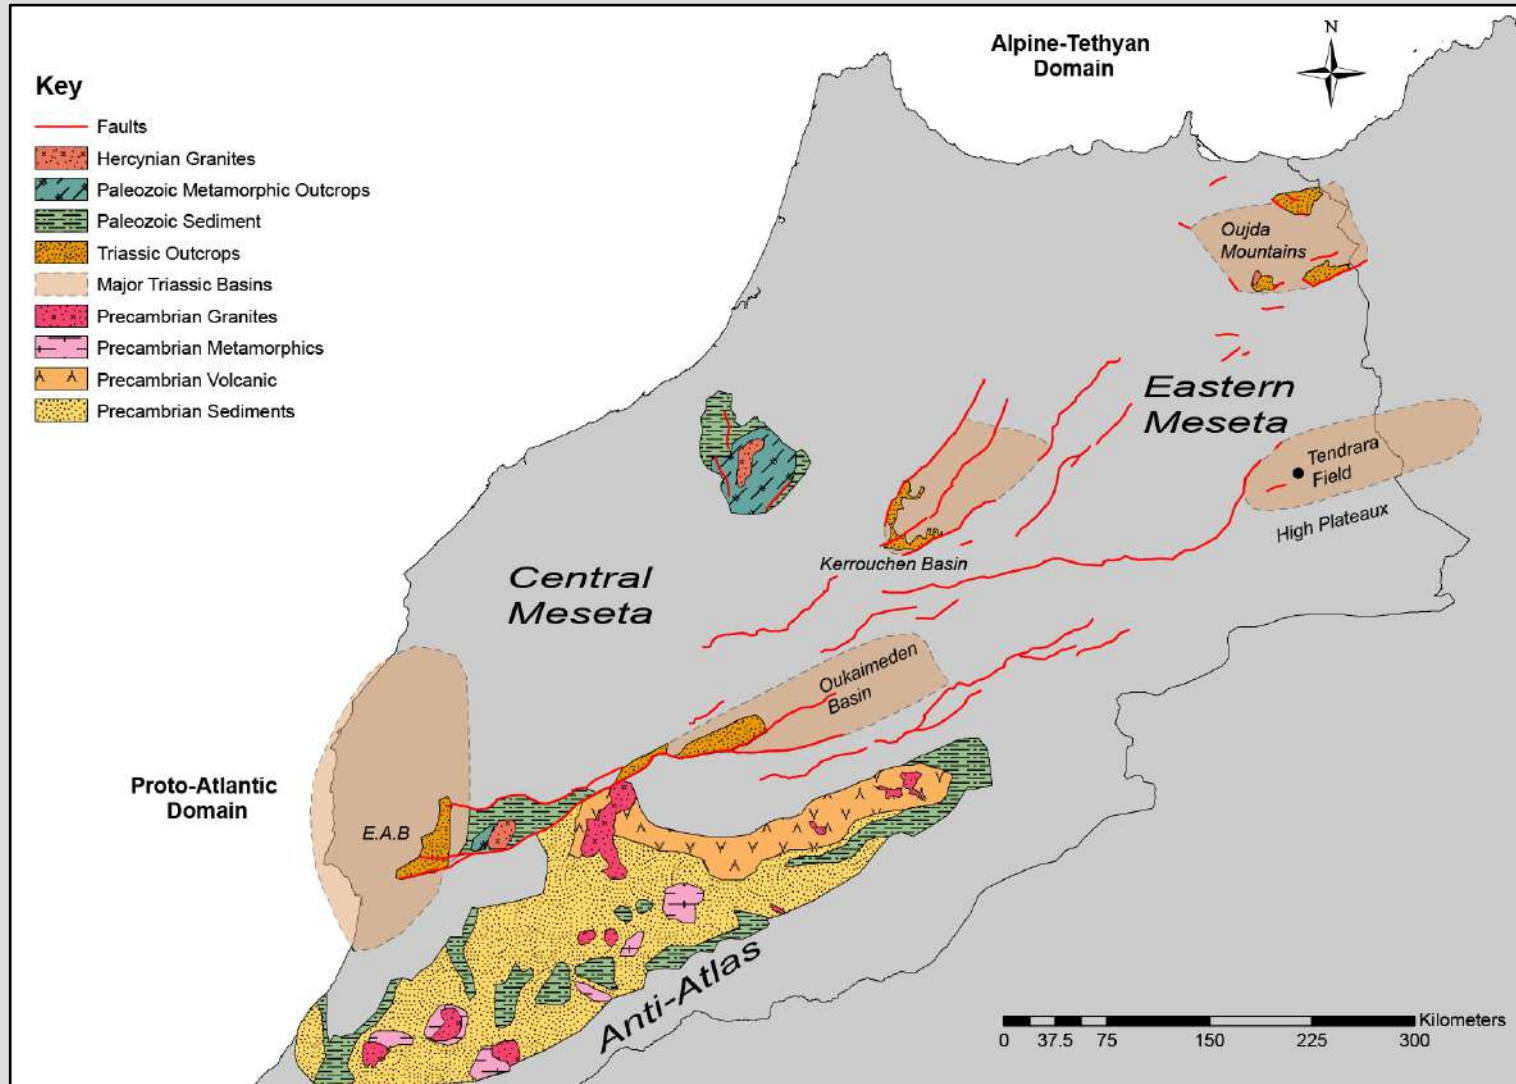 Alpine-Tethyan
Domain
N
Key
Faults
Hercynian Granites
Paleozoic Metamorphic Outcrops
Paleozoic Sediment
Triassic Outcrops
Major Triassic Basins
Precambrian Granites
Precambrian Metamorphics
Precambrian Volcanic
Precambrian Sediments
Oujda
Mountains
Eastern
Meseta
Tendrara
Field
High Plateaux
Kerrouchen Basin
Central
Meseta
Oukaimeden
Basin
Proto-Atlantic
Domain
E.A.B
Anti-Atlas
Kilometers
0 37.5 75 150 225 300